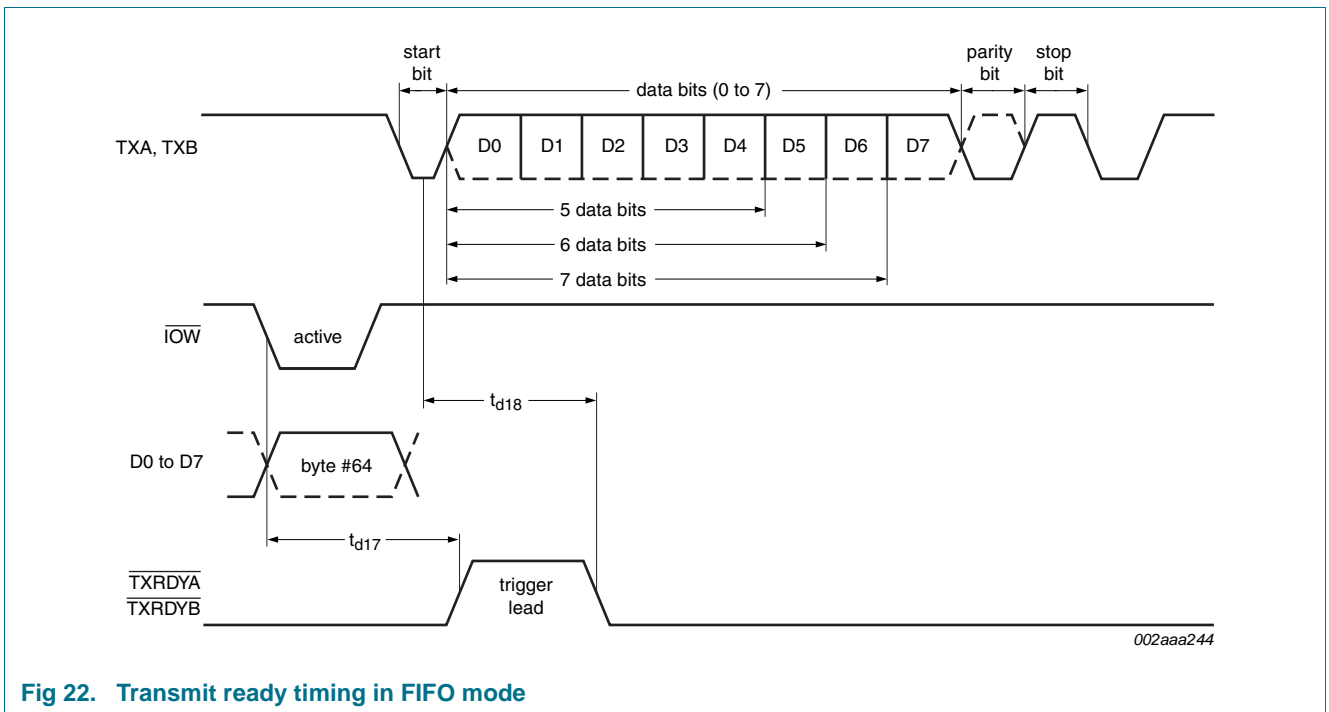 start
bit
data bits (0 to 7)
parity
bit
stop
bit
TXA, TXB
D0 D1 D2 D3 D4 D5 D6 D7
5 data bits
6 data bits
7 data bits
IOW
active
td18
D0 to D7
byte #64
td17
TXRDYA
TXRDYB
trigger
lead
002aaa244
Fig 22. Transmit ready timing in FIFO mode